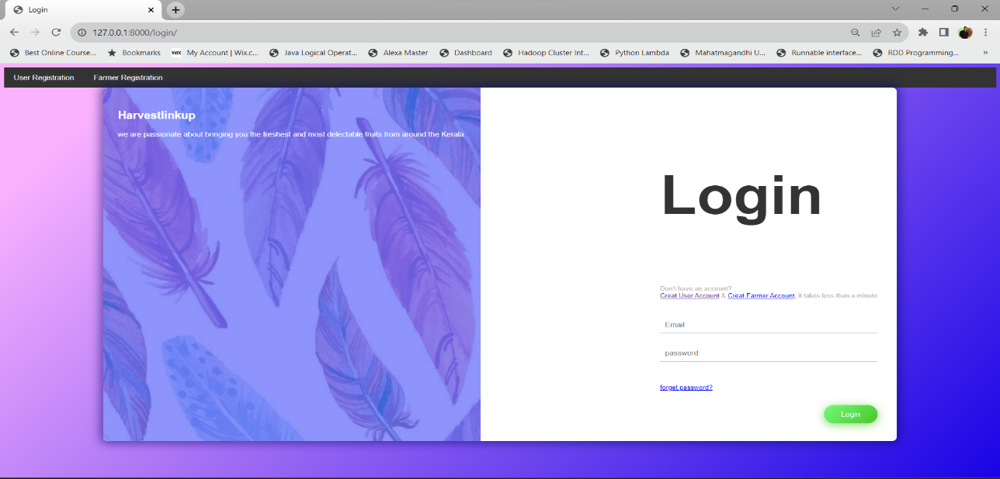 Login
127.0.0.1:8000/login/
Best Online Course... Bookmarks WIX My Account | Wix.c... Java Logical Operat... Alexa Master Dashboard Hadoop Cluster Int... Python Lambda Mahatmagandhi U... Runnable interface... RDD Programming... »
User Registration Farmer Registration
Harvestlinkup
we are passionate about bringing you the freshest and most delectable fruits from around the Kerala.
Login
Don't have an account?
Creat User Account & Creat Farmer Account, it takes less than a minute
Email
password
forget password?
Login